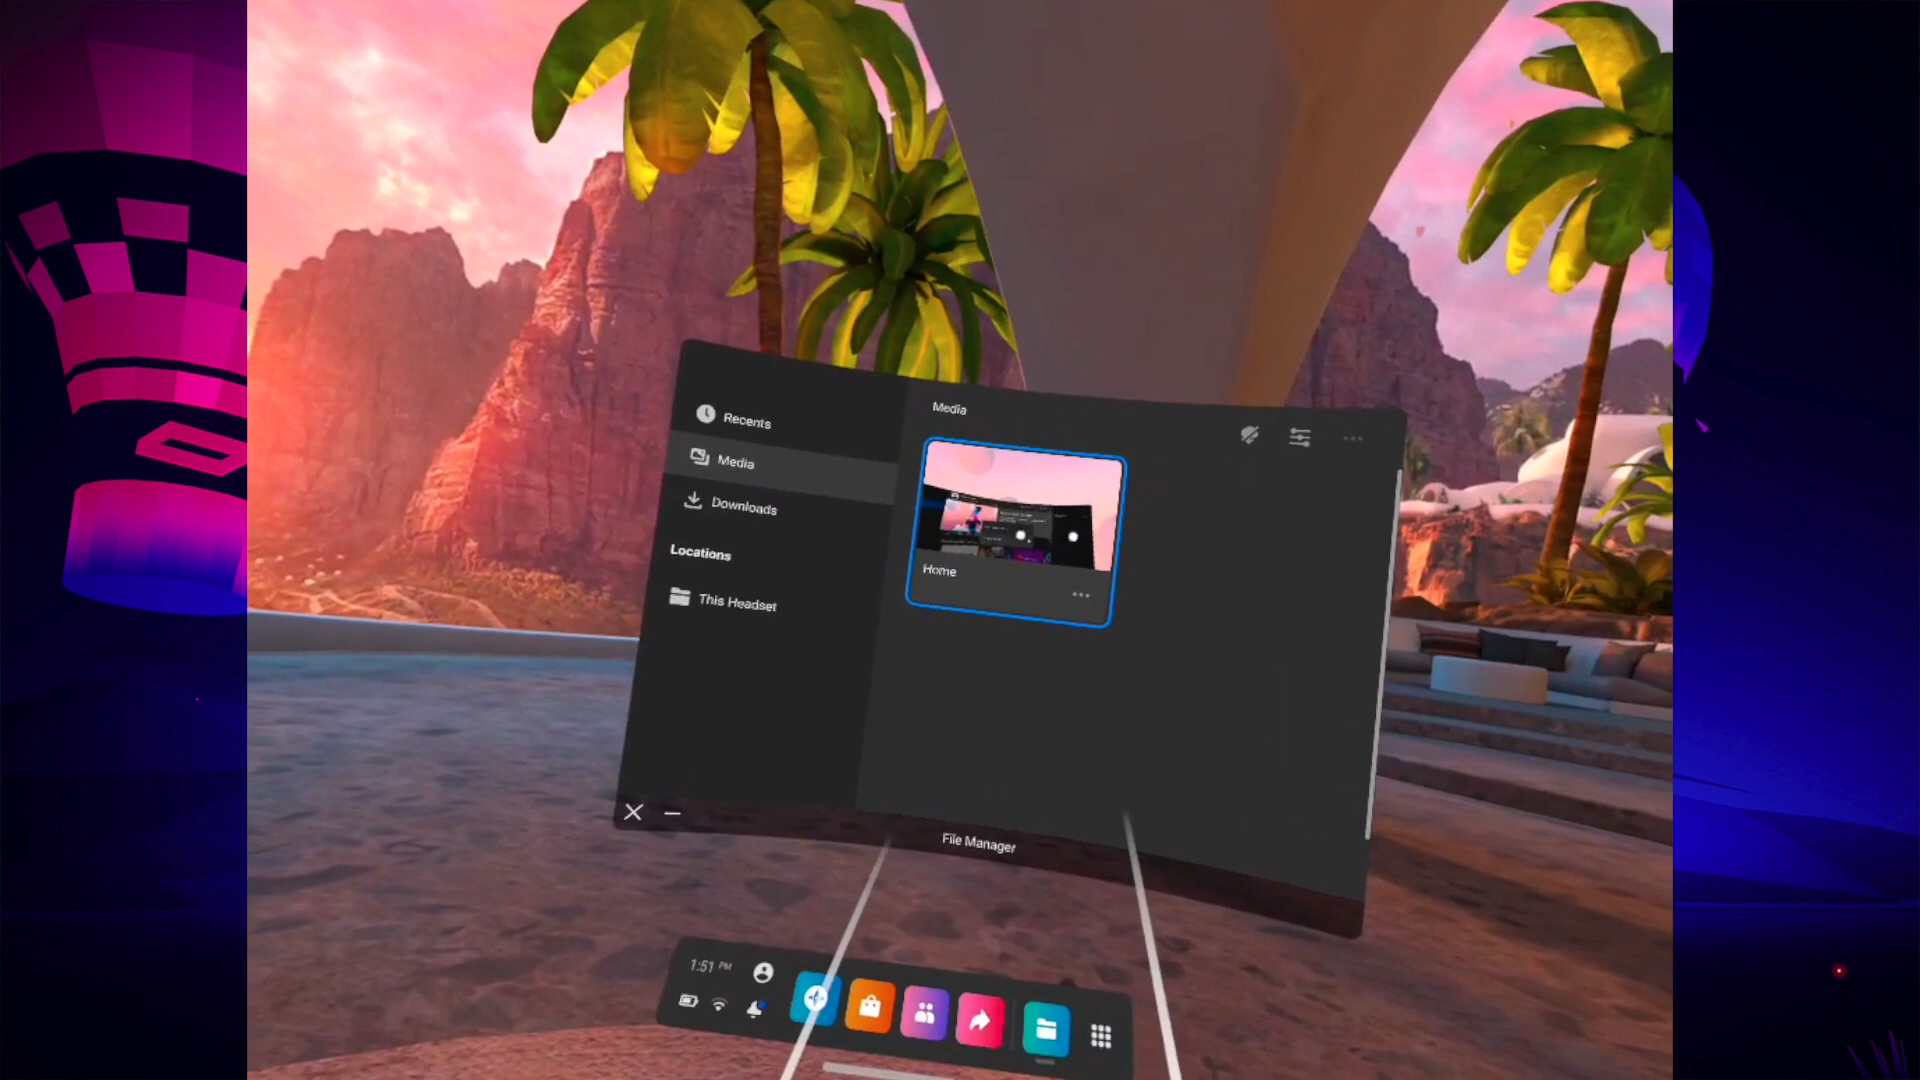 Recents
Media
Downloads
Locations
This Headset
Media
Home
File Manager
1:51 PM